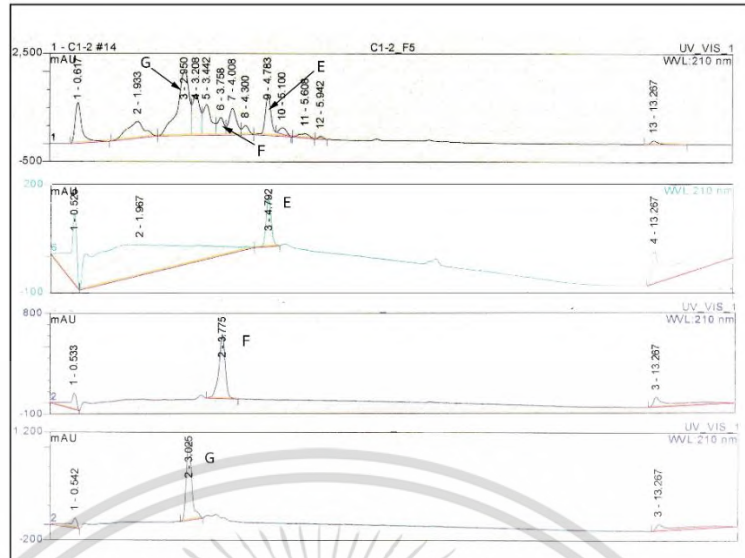 1 - C1-2 #14 C1-2_F5 UV_VIS_1
2,500 mAU WVL:210 nm
1 - 0.617
2 - 1.933
G
3 - 2.950
4 - 3.208
5 - 3.442
6 - 3.758
F
7 - 4.008
8 - 4.300
9 - 4.783
E
10 - 5.100
11 - 5.608
12 - 5.942
13 - 13.267
1
-500
200 mAU WVL:210 nm
2 - 1.967
3 - 4.792
E
4 - 13.267
-100
800 UV_VIS_1
mAU WVL:210 nm
1 - 0.533
2 - 3.775
F
3 - 13.267
2
-100
1,200 UV_VIS_1
mAU WVL:210 nm
1 - 0.542
2 - 3.025
G
3 - 13.267
2
-200